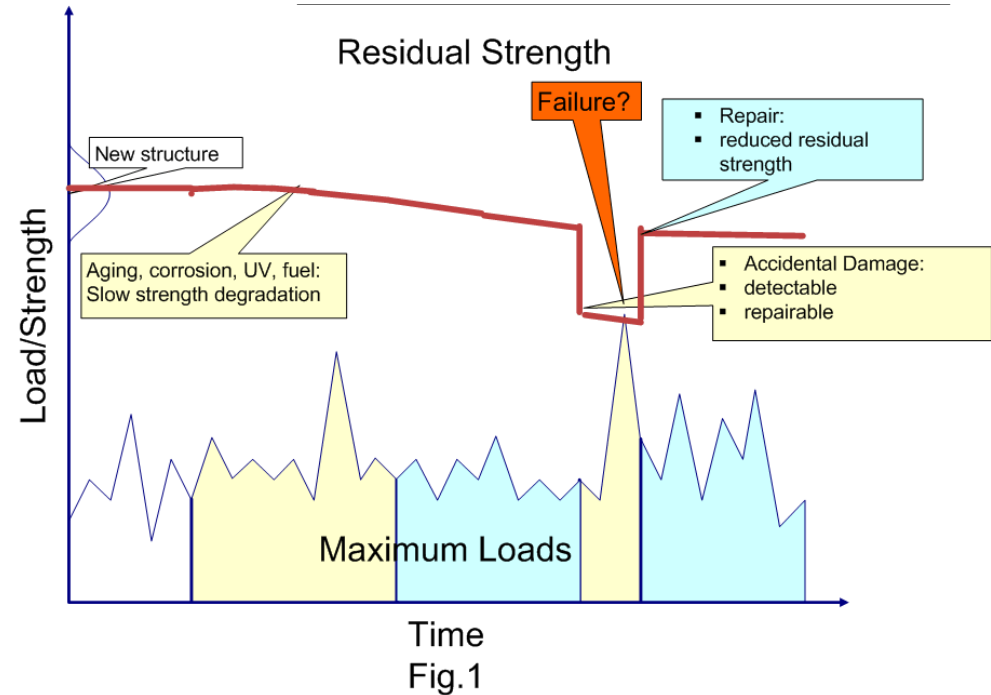 Residual Strength
Failure?
▪ Repair:
▪ reduced residual
strength
New structure
Aging, corrosion, UV, fuel:
Slow strength degradation
▪ Accidental Damage:
▪ detectable
▪ repairable
Load/Strength
Maximum Loads
Time
Fig.1